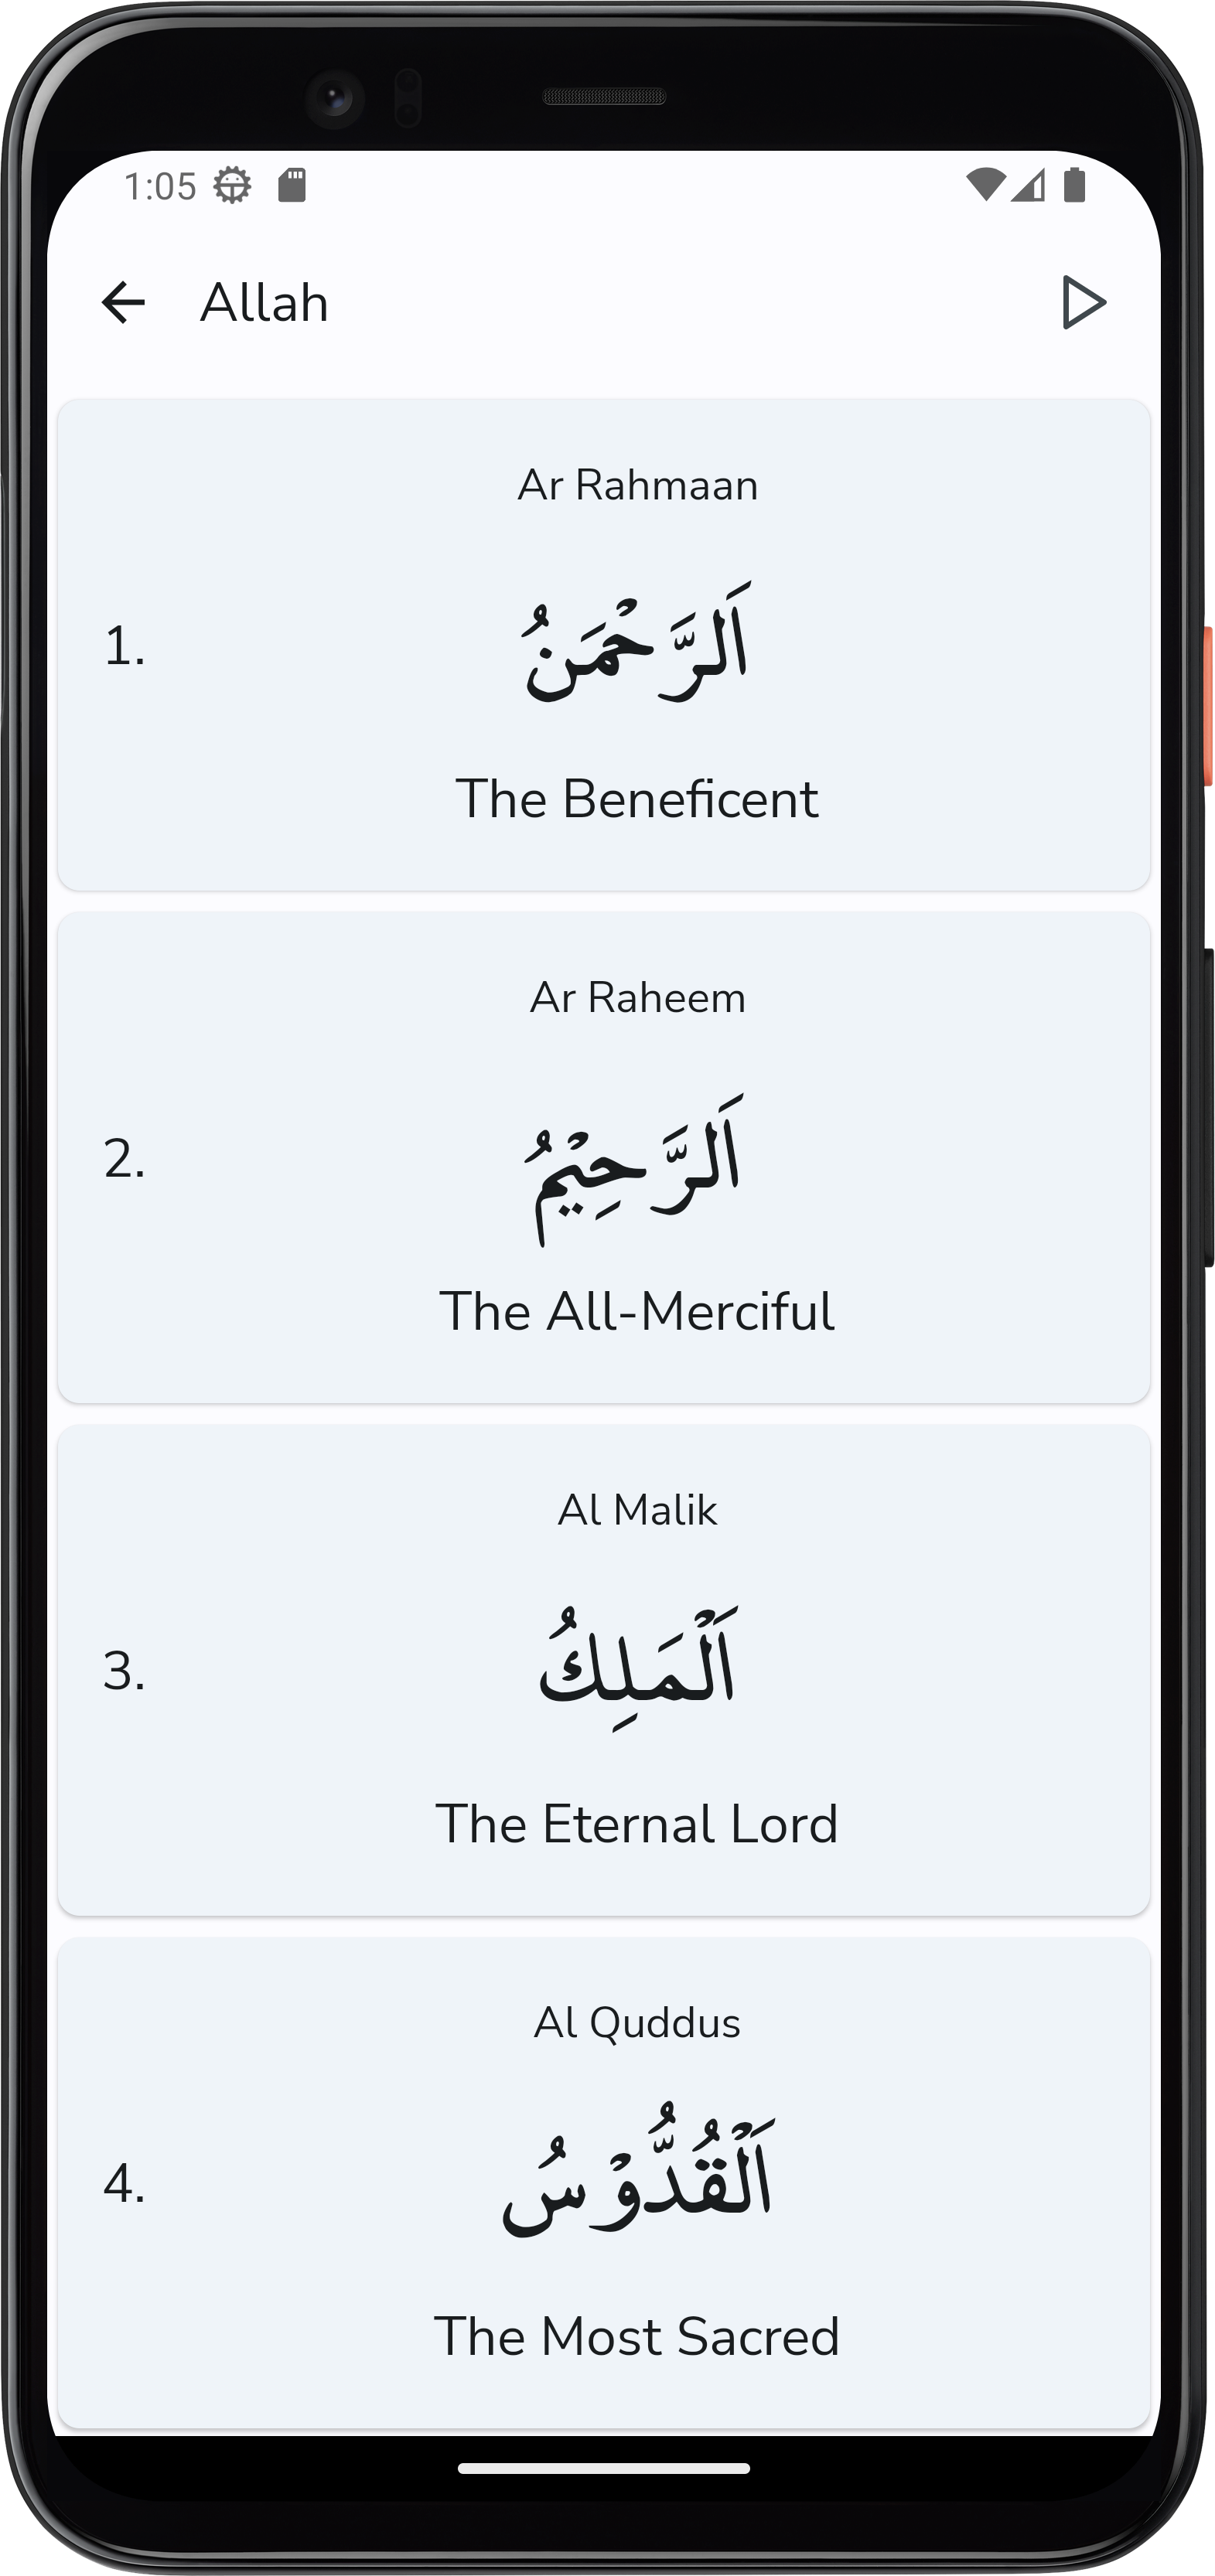 1:05
Allah
Ar Rahmaan
1.
اَلرَّحْمَنُ
The Beneficent
Ar Raheem
2.
اَلرَّحِيْمُ
The All-Merciful
Al Malik
3.
اَلْمَلِكُ
The Eternal Lord
Al Quddus
4.
اَلْقُدُّوْسُ
The Most Sacred